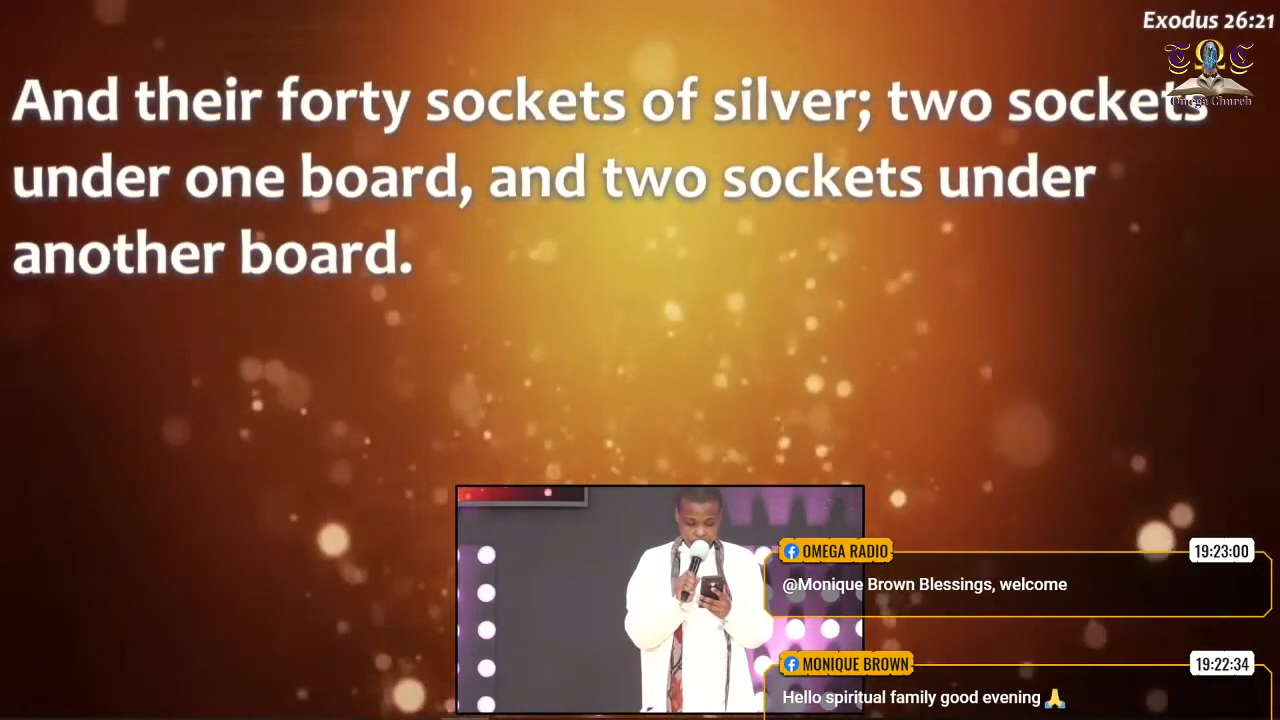 Exodus 26:21
TΩC
Omega Church
And their forty sockets of silver; two sockets
under one board, and two sockets under
another board.
OMEGA RADIO
19:23:00
@Monique Brown Blessings, welcome
MONIQUE BROWN
19:22:34
Hello spiritual family good evening 🙏